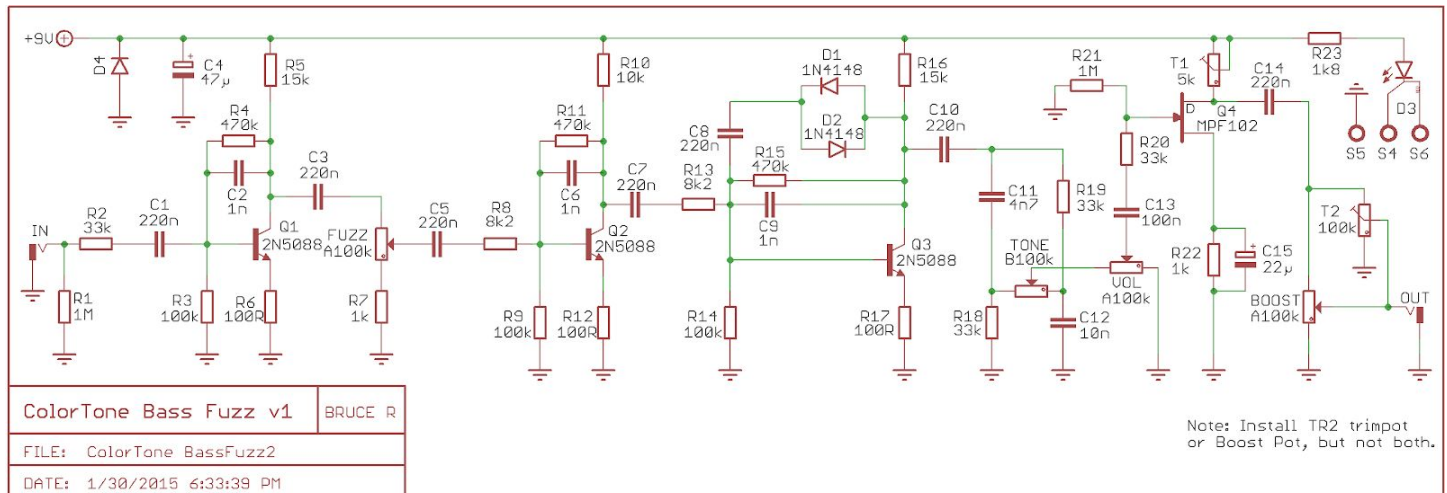 +9V
D4
C4
47µ
R5
15k
R4
470k
C2
1n
C3
220n
IN
R2
33k
C1
220n
Q1
2N5088
FUZZ
A100k
R1
1M
R3
100k
R6
100R
R7
1k
R10
10k
R11
470k
C6
1n
C7
220n
C5
220n
R8
8k2
Q2
2N5088
R9
100k
R12
100R
D1
1N4148
D2
1N4148
C8
220n
R13
8k2
R15
470k
C9
1n
R16
15k
C10
220n
Q3
2N5088
R14
100k
R17
100R
C11
4n7
R19
33k
TONE
B100k
R18
33k
C12
10n
R21
1M
R20
33k
C13
100n
VOL
A100k
T1
5k
D
Q4
MPF102
C14
220n
R22
1k
C15
22µ
R23
1k8
D3
S5
S4
S6
T2
100k
BOOST
A100k
OUT
ColorTone Bass Fuzz v1
BRUCE R
FILE: ColorTone BassFuzz2
DATE: 1/30/2015 6:33:39 PM
Note: Install TR2 trimpot
or Boost Pot, but not both.